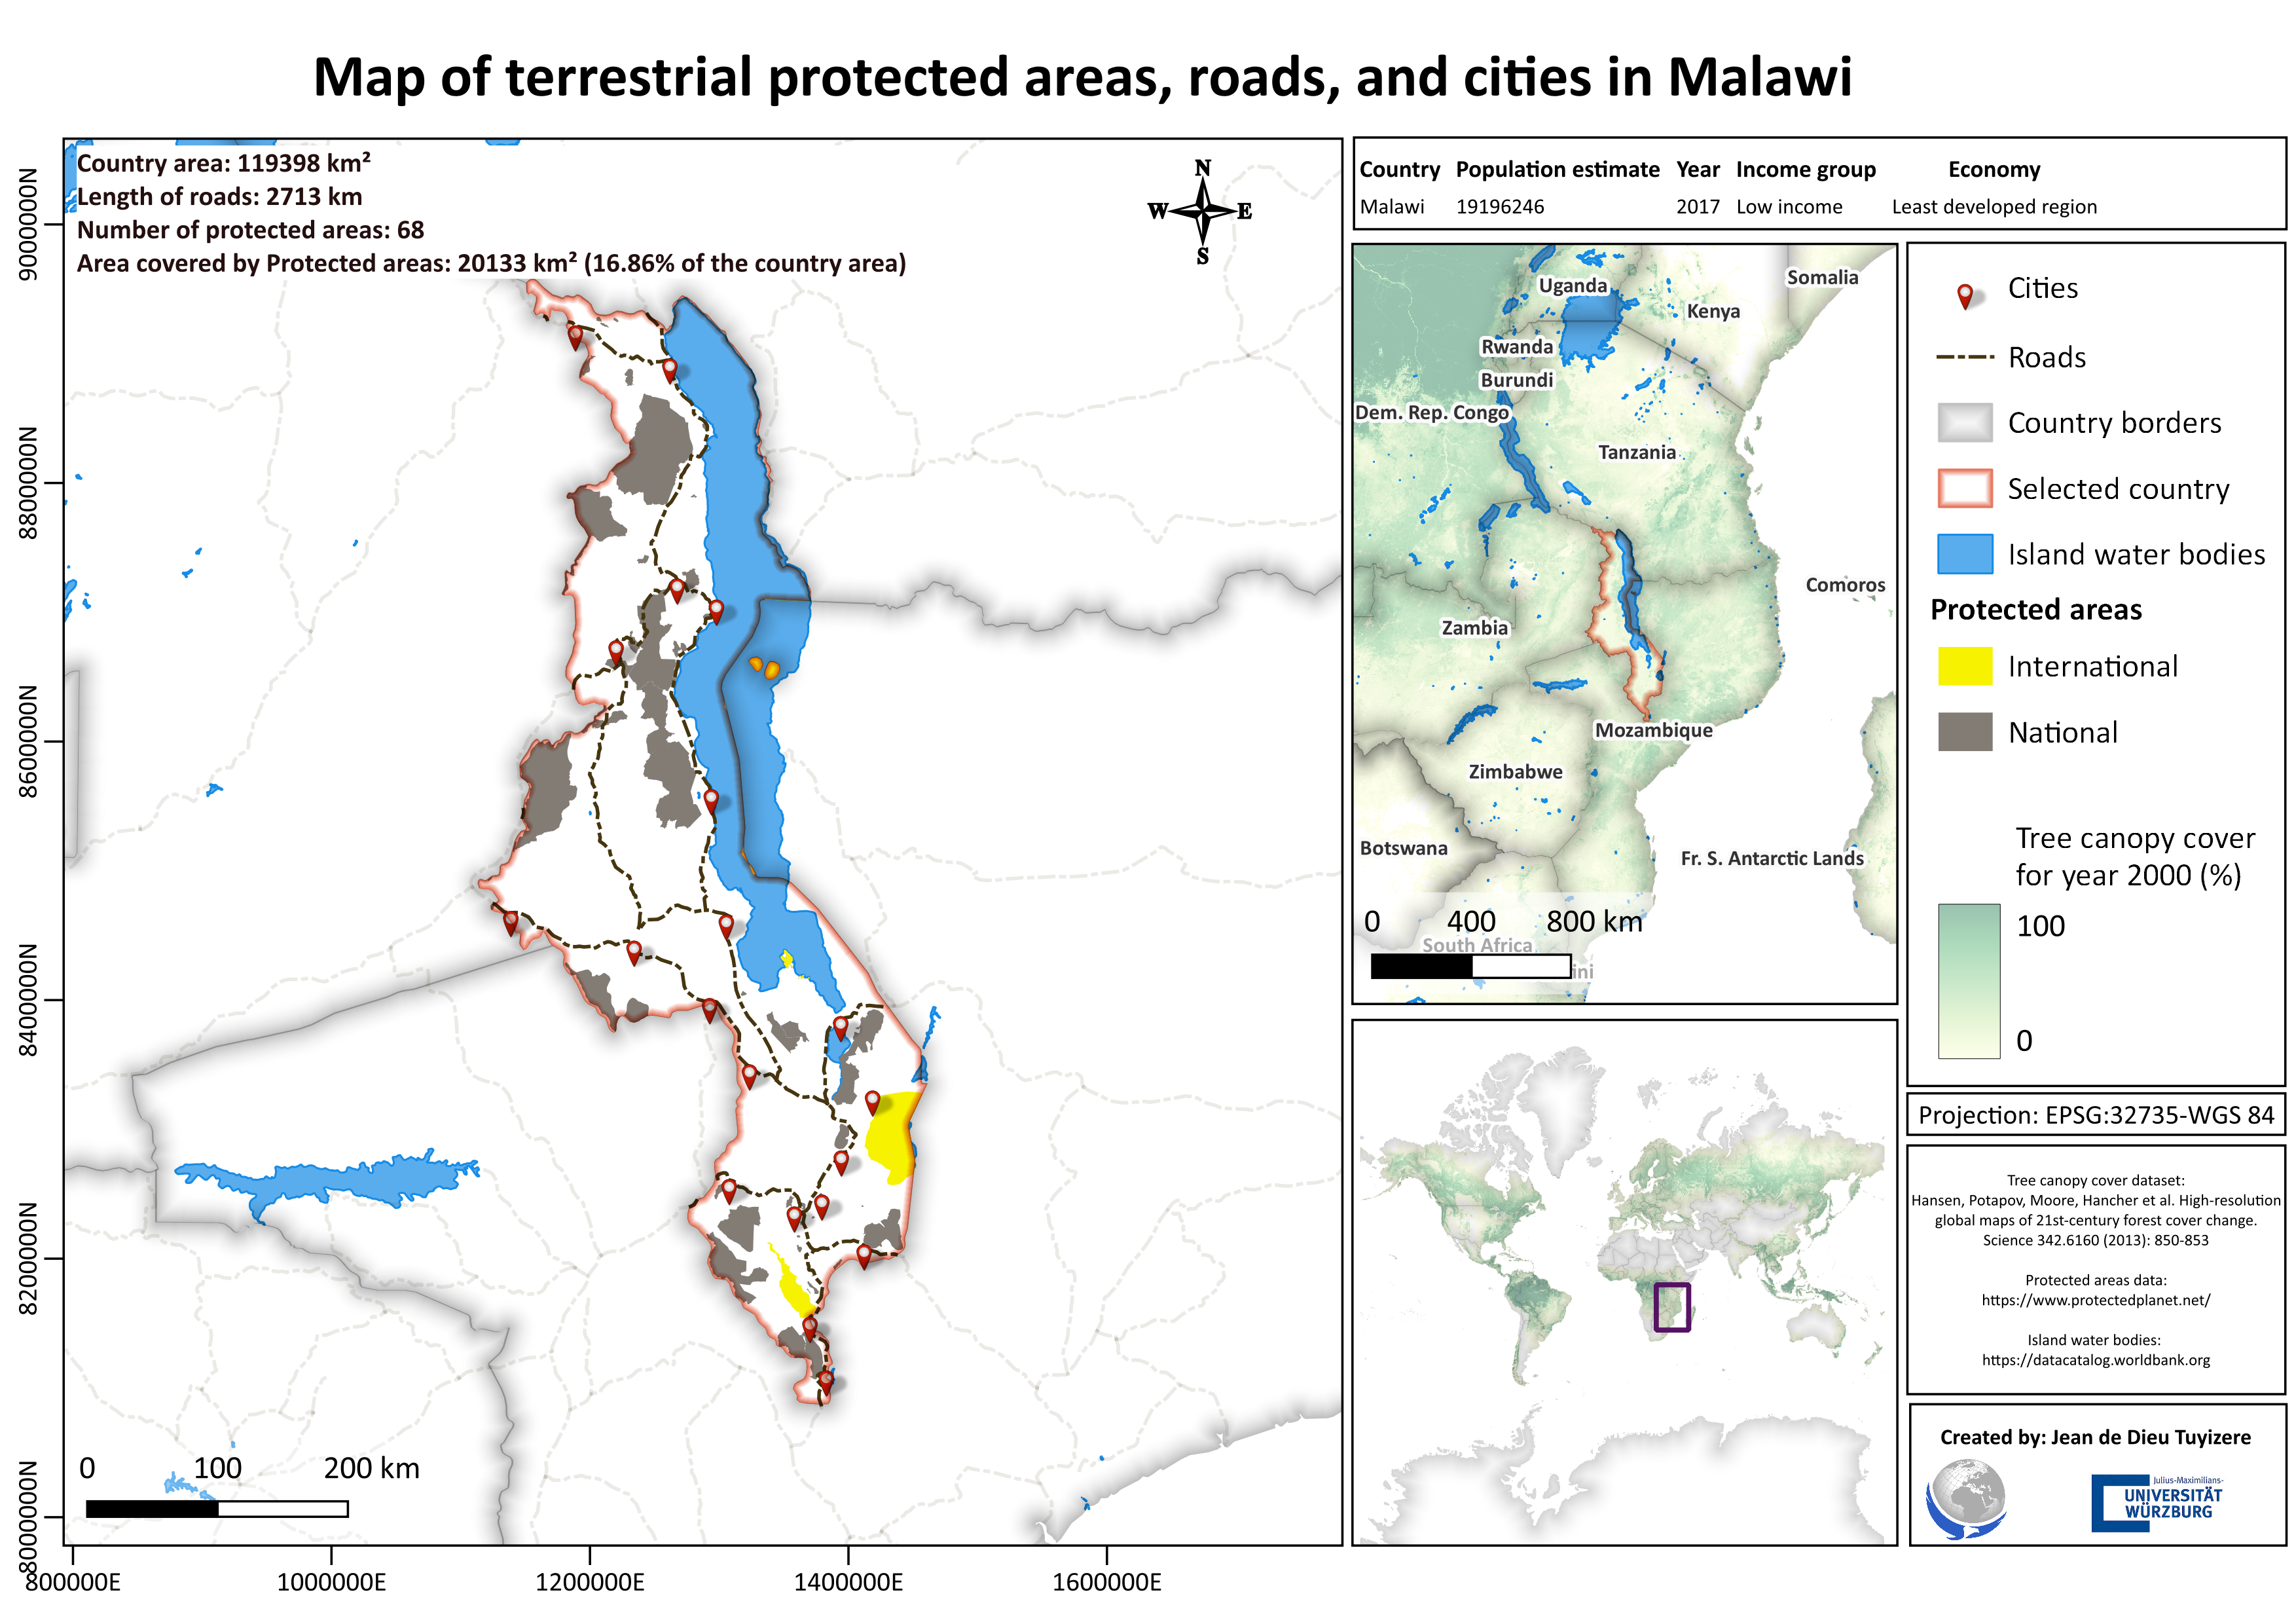 Map of terrestrial protected areas, roads, and cities in Malawi
Country area: 119398 km²
Length of roads: 2713 km
Number of protected areas: 68
Area covered by Protected areas: 20133 km² (16.86% of the country area)
N
W E
S
9000000N
8800000N
8600000N
8400000N
8200000N
8000000N
0 100 200 km
800000E 1000000E 1200000E 1400000E 1600000E
Country Population estimate Year Income group Economy
Malawi 19196246 2017 Low income Least developed region
Somalia
Uganda
Kenya
Rwanda
Burundi
Dem. Rep. Congo
Tanzania
Comoros
Zambia
Mozambique
Zimbabwe
Botswana
Fr. S. Antarctic Lands
0 400 800 km
South Africa
ini
Cities
Roads
Country borders
Selected country
Island water bodies
Protected areas
International
National
Tree canopy cover
for year 2000 (%)
100
0
Projection: EPSG:32735-WGS 84
Tree canopy cover dataset:
Hansen, Potapov, Moore, Hancher et al. High-resolution
global maps of 21st-century forest cover change.
Science 342.6160 (2013): 850-853
Protected areas data:
https://www.protectedplanet.net/
Island water bodies:
https://datacatalog.worldbank.org
Created by: Jean de Dieu Tuyizere
Julius-Maximilians-
UNIVERSITÄT
WÜRZBURG